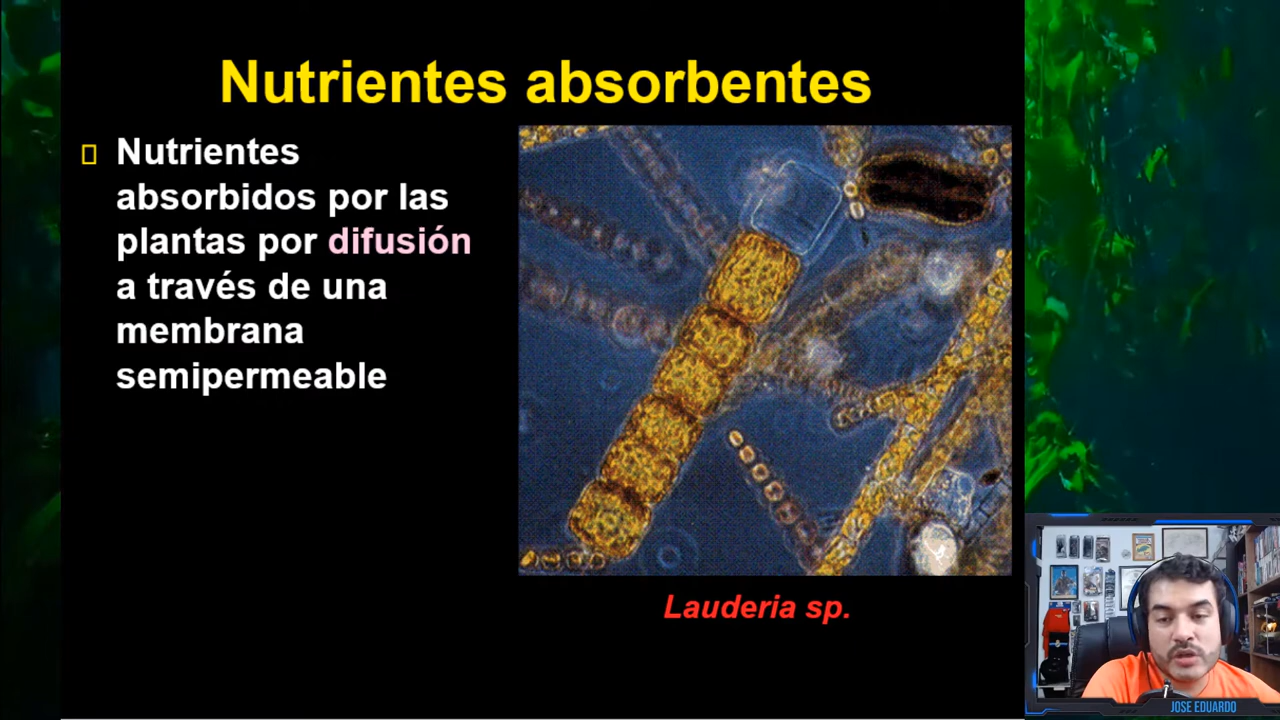 Nutrientes absorbentes
Nutrientes
absorbidos por las
plantas por difusión
a través de una
membrana
semipermeable
Lauderia sp.
JOSE EDUARDO